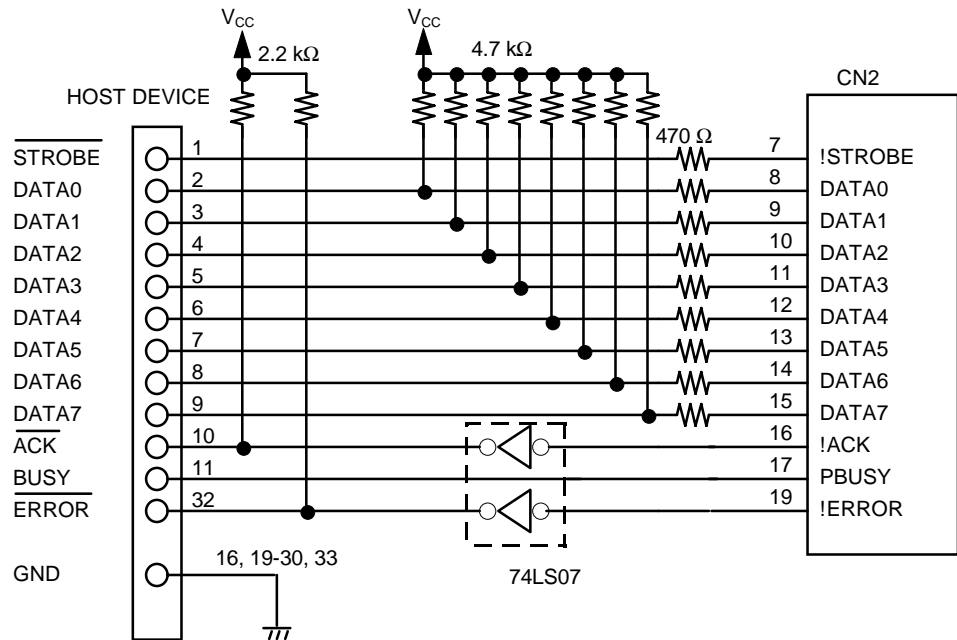 VCC VCC
2.2 kΩ 4.7 kΩ
CN2
HOST DEVICE
470 Ω
STROBE 1 7 !STROBE
DATA0 2 8 DATA0
DATA1 3 9 DATA1
DATA2 4 10 DATA2
DATA3 5 11 DATA3
DATA4 6 12 DATA4
DATA5 7 13 DATA5
DATA6 8 14 DATA6
DATA7 9 15 DATA7
ACK 10 16 !ACK
BUSY 11 17 PBUSY
ERROR 32 19 !ERROR
16, 19-30, 33
GND
74LS07